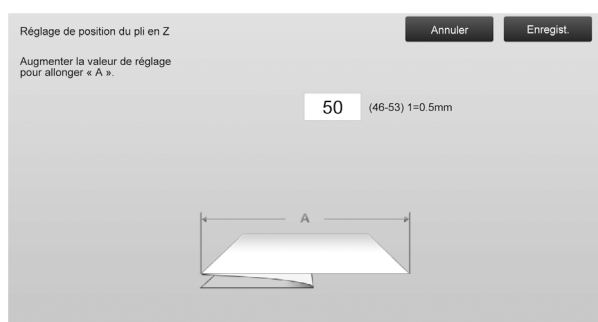 Réglage de position du pli en Z
Annuler
Enregist.
Augmenter la valeur de réglage
pour allonger « A ».
50 (46-53) 1=0.5mm
A